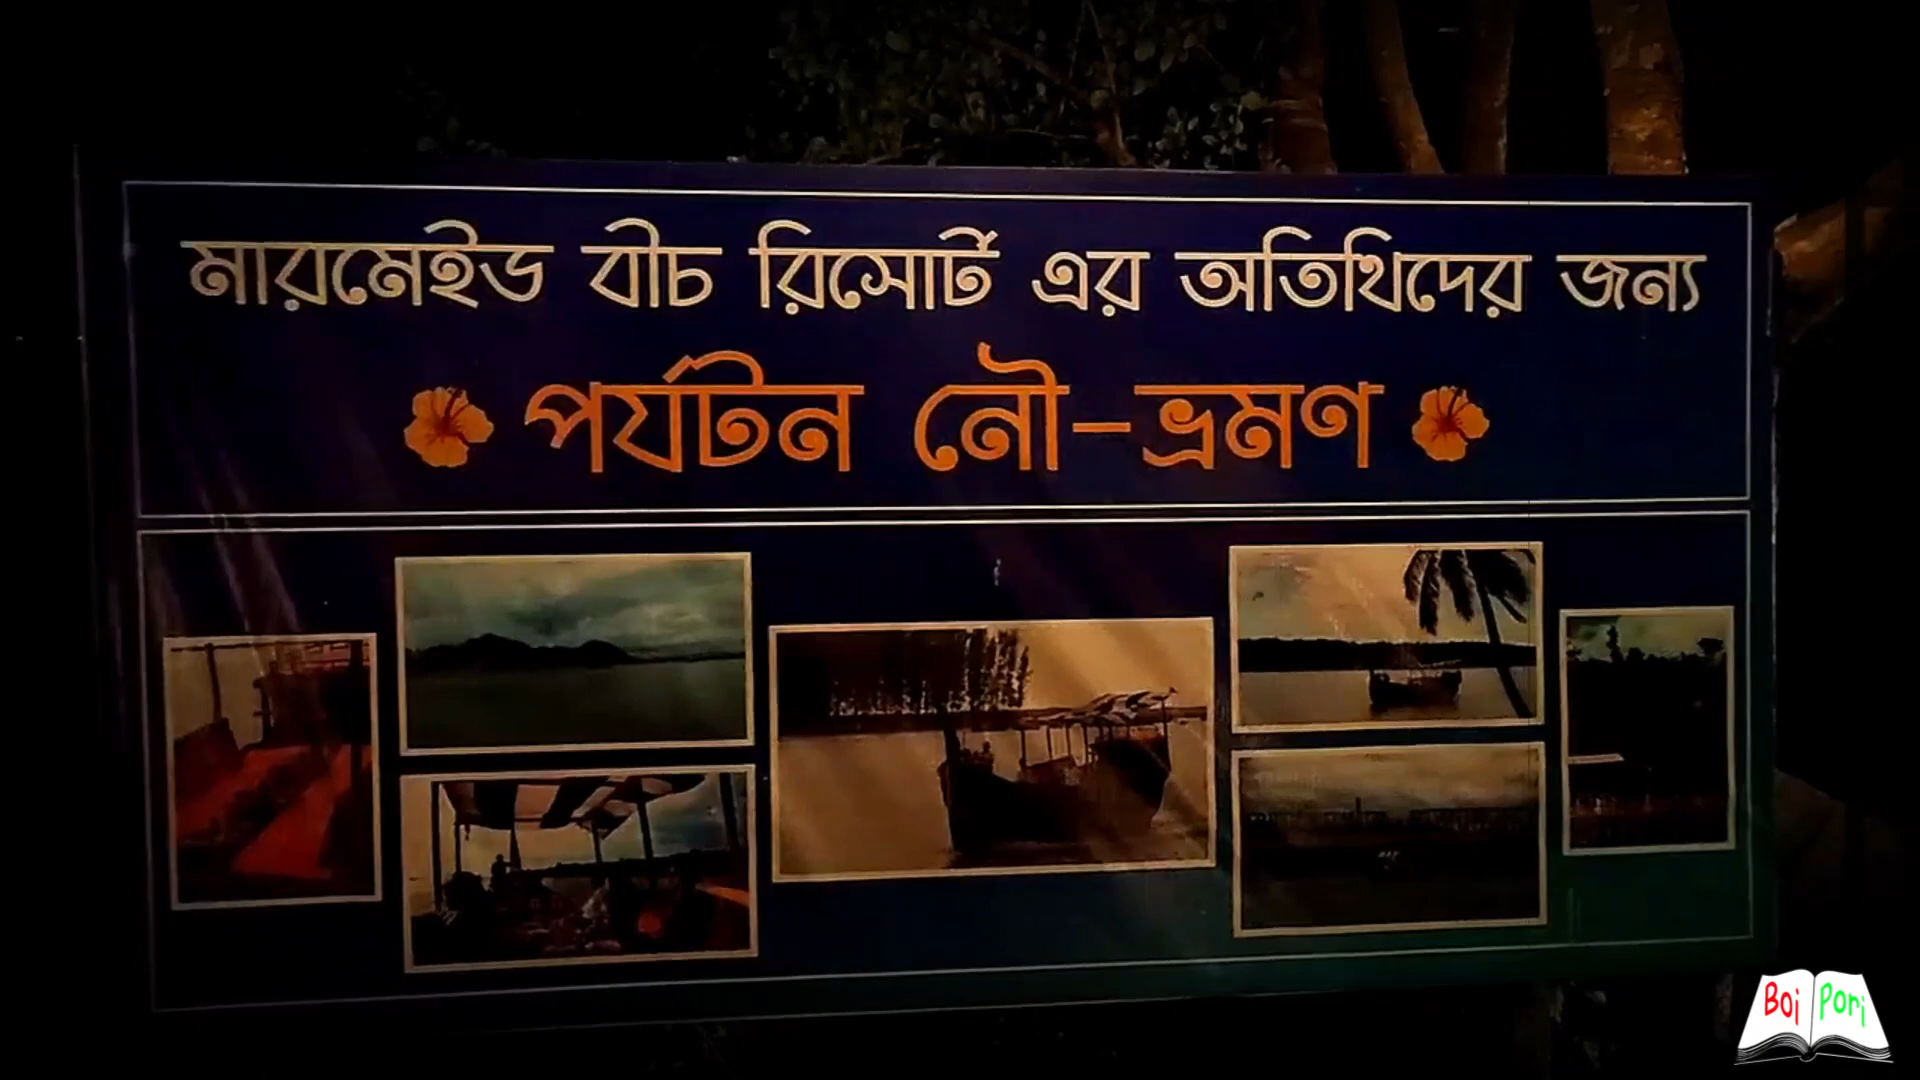 মারমেইড বীচ রিসোর্ট এর অতিথিদের জন্য
পর্যটন নৌ-ভ্রমণ
Boi Pori